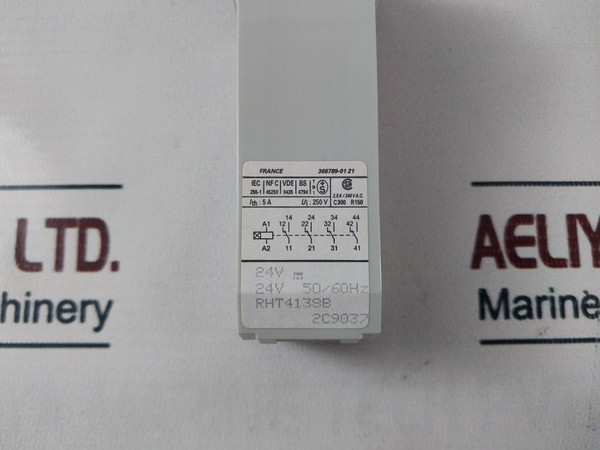 LTD.
chinery
AELIY
Marine
FRANCE 366789-01 21
IEC NFC VDE BS
255-1 45250 0435 4794
Ith : 5 A Ui : 250 V C300 R150
A1 14 24 34 44
12 22 32 42
A2 11 21 31 41
24V
24V 50/60Hz
RHT4138B
2C9037